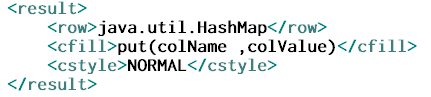 <result>
<row>java.util.HashMap</row>
<cfill>put(colName ,colValue)</cfill>
<cstyle>NORMAL</cstyle>
</result>